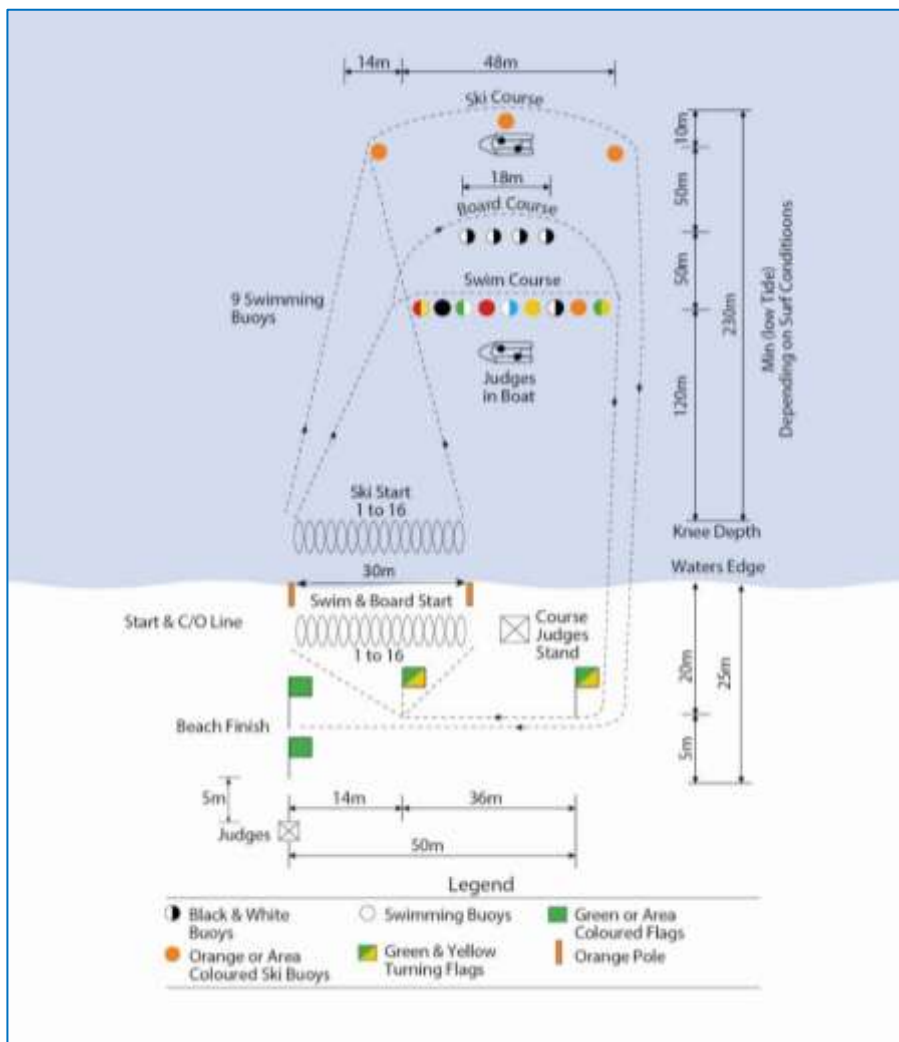 14m
48m
Ski Course
10m
50m
18m
Board Course
50m
Swim Course
9 Swimming
Buoys
230m
Min (low Tide)
Depending on Surf Conditioons
Judges
in Boat
120m
Ski Start
1 to 16
Knee Depth
30m
Waters Edge
Swim & Board Start
Start & C/O Line
1 to 16
Course
Judges
Stand
20m
25m
Beach Finish
5m
5m
14m
36m
Judges
50m
Legend
Black & White
Buoys
Swimming Buoys
Green or Area
Coloured Flags
Orange or Area
Coloured Ski Buoys
Green & Yellow
Turning Flags
Orange Pole